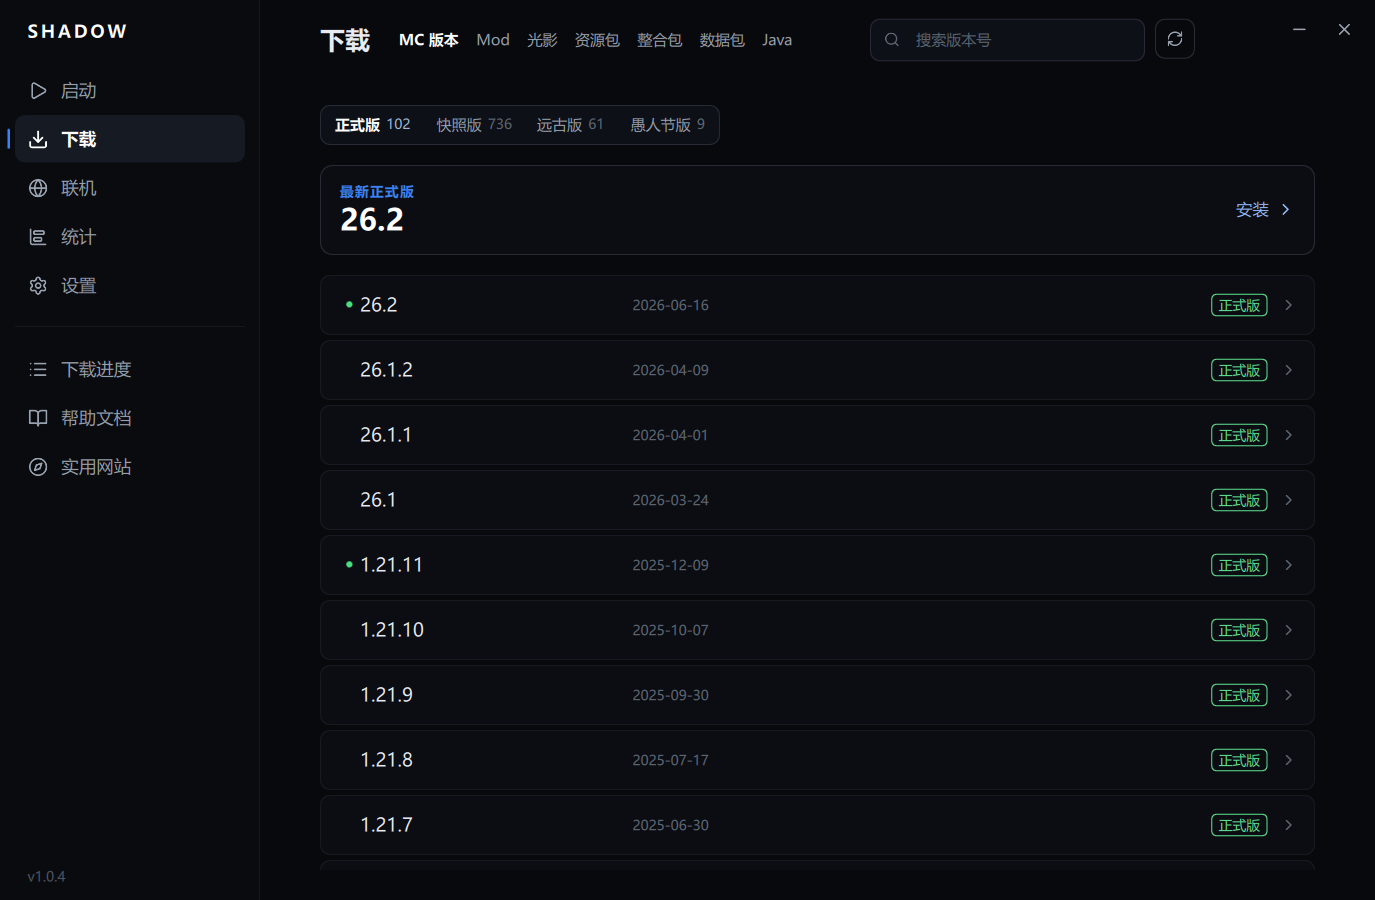 SHADOW
启动
下载
联机
统计
设置
下载进度
帮助文档
实用网站
v1.0.4
下载 MC 版本 Mod 光影 资源包 整合包 数据包 Java
搜索版本号
正式版 102 快照版 736 远古版 61 愚人节版 9
最新正式版
26.2
安装
26.2 2026-06-16 正式版
26.1.2 2026-04-09 正式版
26.1.1 2026-04-01 正式版
26.1 2026-03-24 正式版
1.21.11 2025-12-09 正式版
1.21.10 2025-10-07 正式版
1.21.9 2025-09-30 正式版
1.21.8 2025-07-17 正式版
1.21.7 2025-06-30 正式版